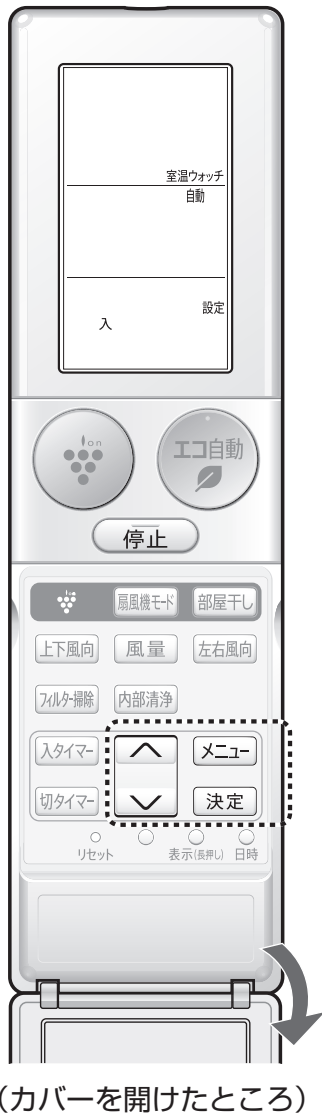 室温ウォッチ
自動
設定
入
ion
エコ自動
停止
扇風機モード 部屋干し
上下風向 風量 左右風向
フィルター掃除 内部清浄
入タイマー メニュー
切タイマー 決定
リセット 表示(長押し) 日時
(カバーを開けたところ)